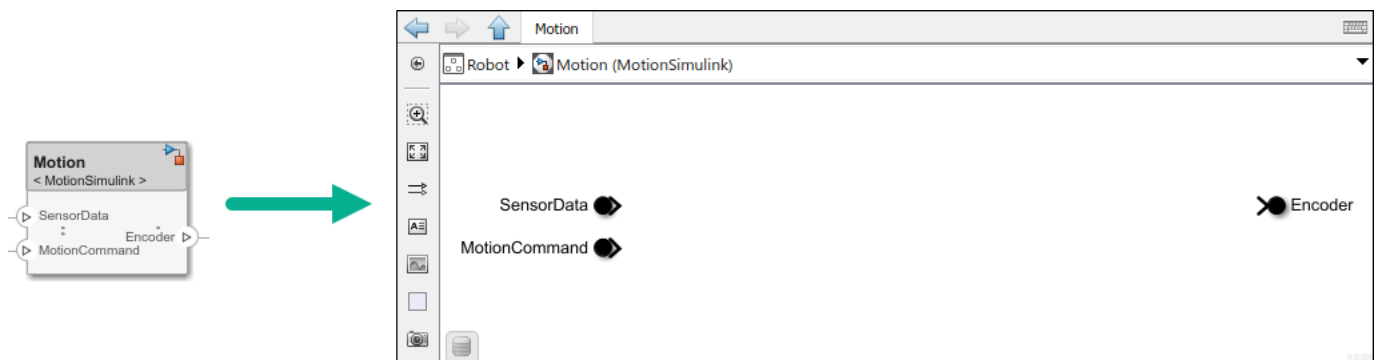 Motion
< MotionSimulink >
SensorData
Encoder
MotionCommand
Motion
Robot Motion (MotionSimulink)
SensorData
Encoder
MotionCommand